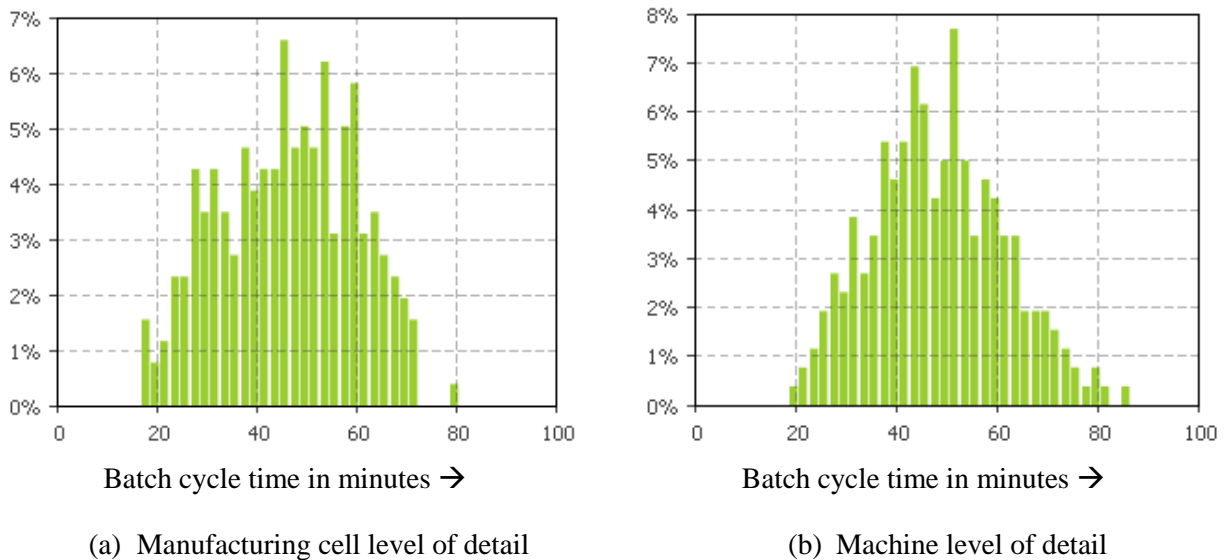 7%
6%
5%
4%
3%
2%
1%
0%
0 20 40 60 80 100
Batch cycle time in minutes →
(a) Manufacturing cell level of detail
8%
7%
6%
5%
4%
3%
2%
1%
0%
0 20 40 60 80 100
Batch cycle time in minutes →
(b) Machine level of detail